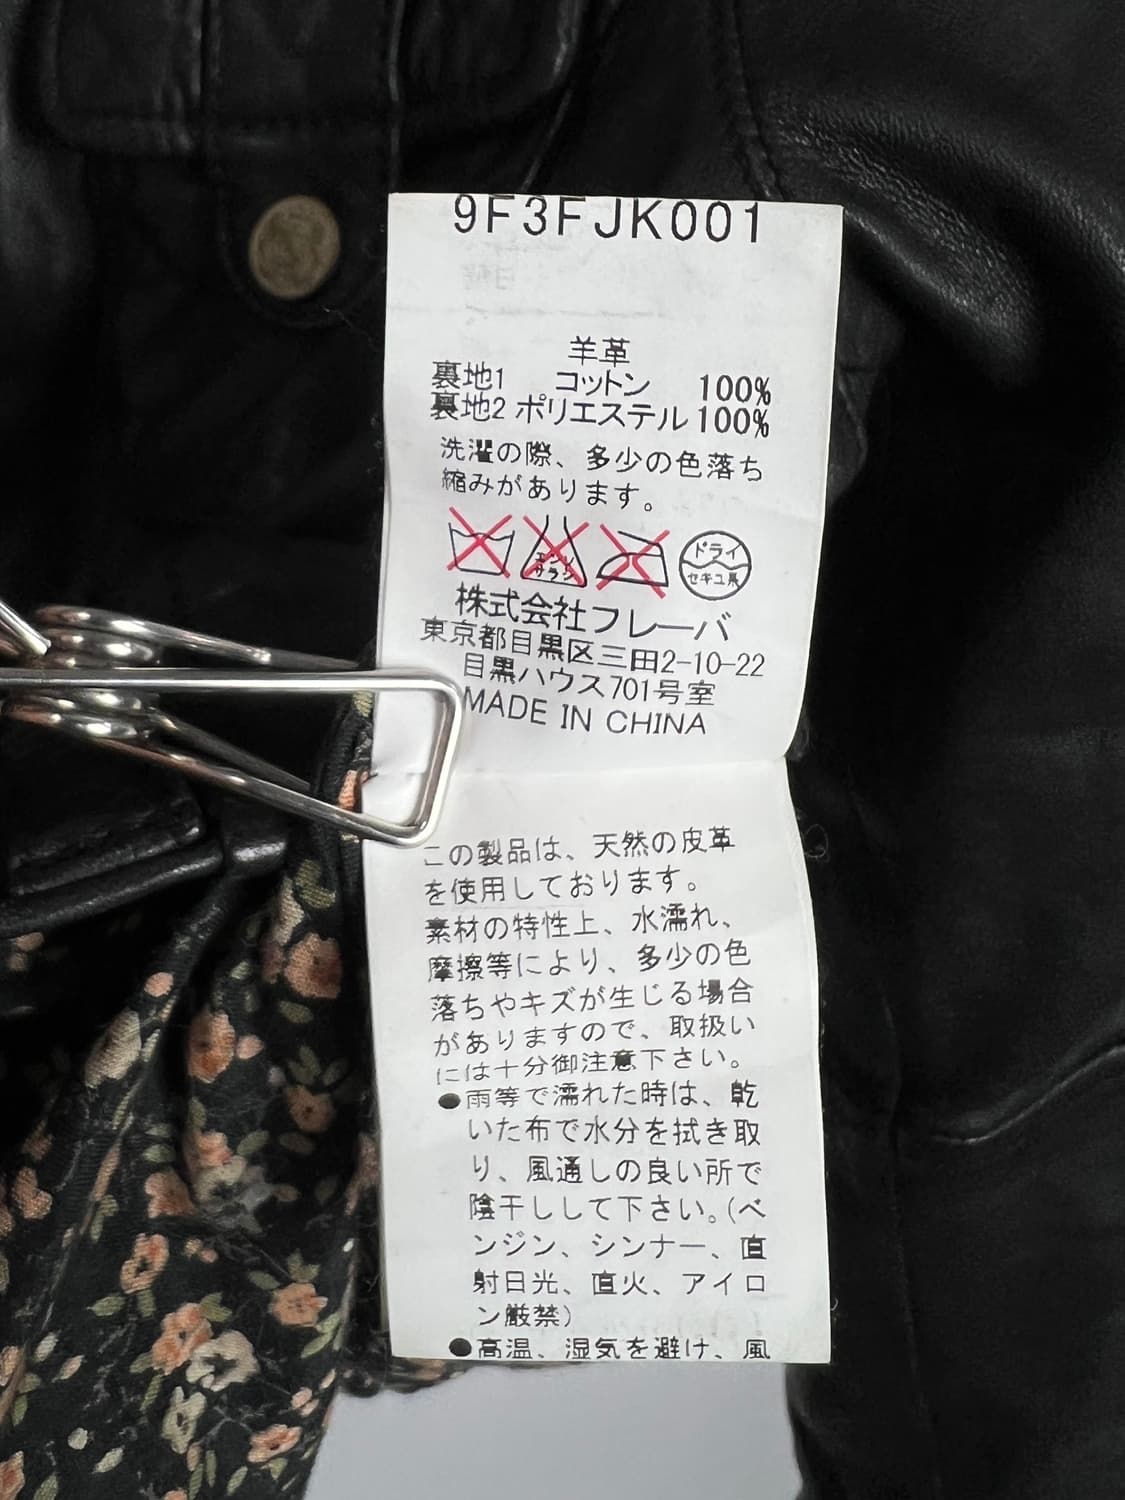 9F3FJK001
羊革
裏地1 コットン 100%
裏地2 ポリエステル 100%
洗濯の際、多少の色落ち
縮みがあります。
エンソ
サラシ
ドライ
セキユ系
株式会社フレーバ
東京都目黒区三田2-10-22
目黒ハウス701号室
MADE IN CHINA
この製品は、天然の皮革
を使用しております。
素材の特性上、水濡れ、
摩擦等により、多少の色
落ちやキズが生じる場合
がありますので、取扱い
には十分御注意下さい。
●雨等で濡れた時は、乾
いた布で水分を拭き取
り、風通しの良い所で
陰干しして下さい。(ベ
ンジン、シンナー、直
射日光、直火、アイロ
ン厳禁)
●高温、湿気を避け、風